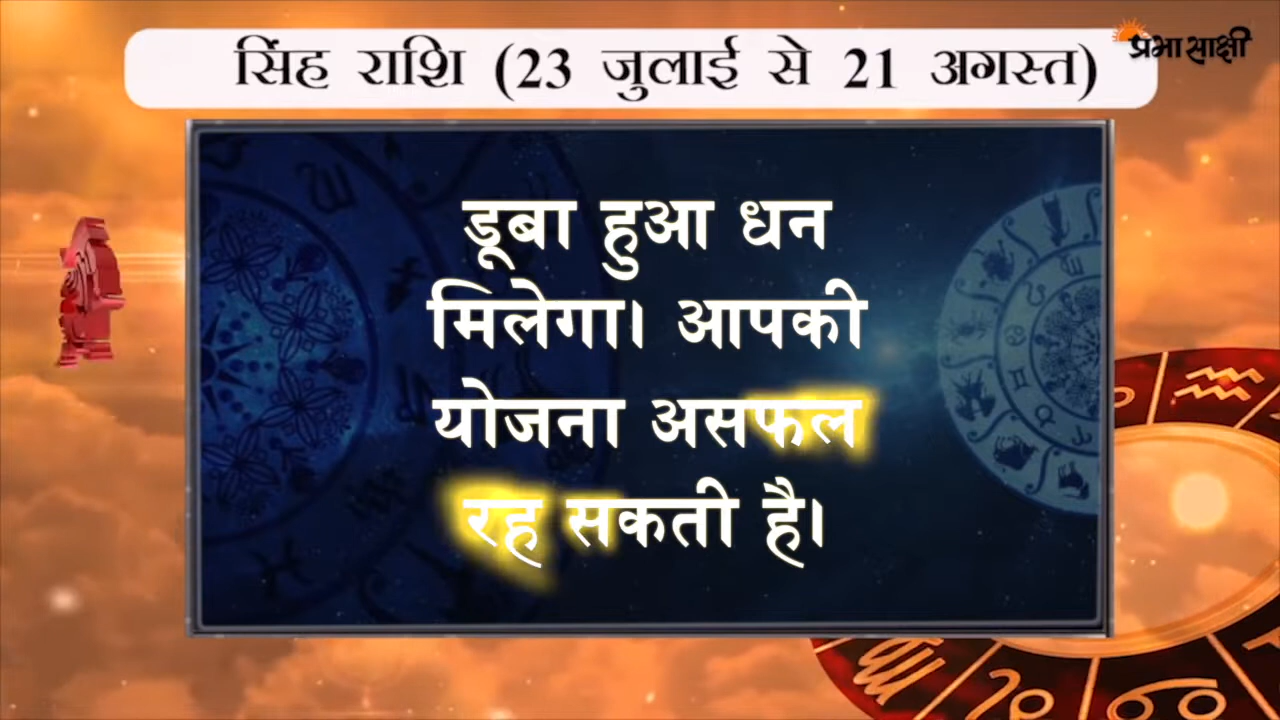 सिंह राशि (23 जुलाई से 21 अगस्त)
प्रभा साक्षी
डूबा हुआ धन
मिलेगा। आपकी
योजना असफल
रह सकती है।